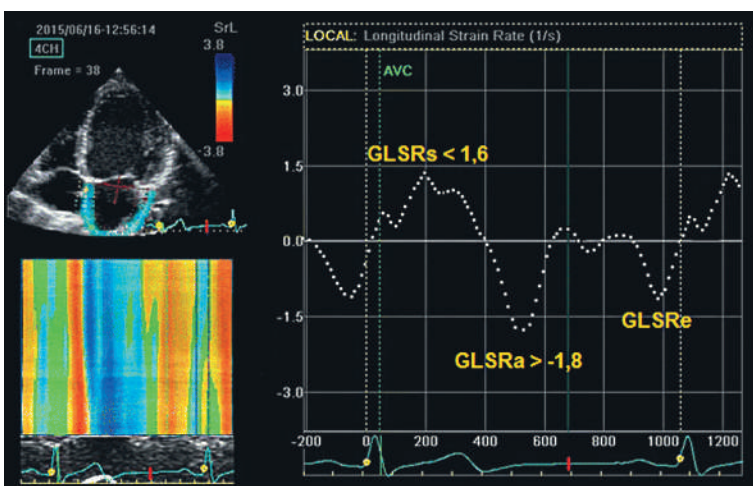 2015/06/16-12:56:14
SrL
4CH
3.8
Frame = 38
-3.8
LOCAL: Longitudinal Strain Rate (1/s)
AVC
3.0
GLSRs < 1,6
1.5
0.0
GLSRe
-1.5
GLSRa > -1,8
-3.0
-200 0 200 400 600 800 1000 1200